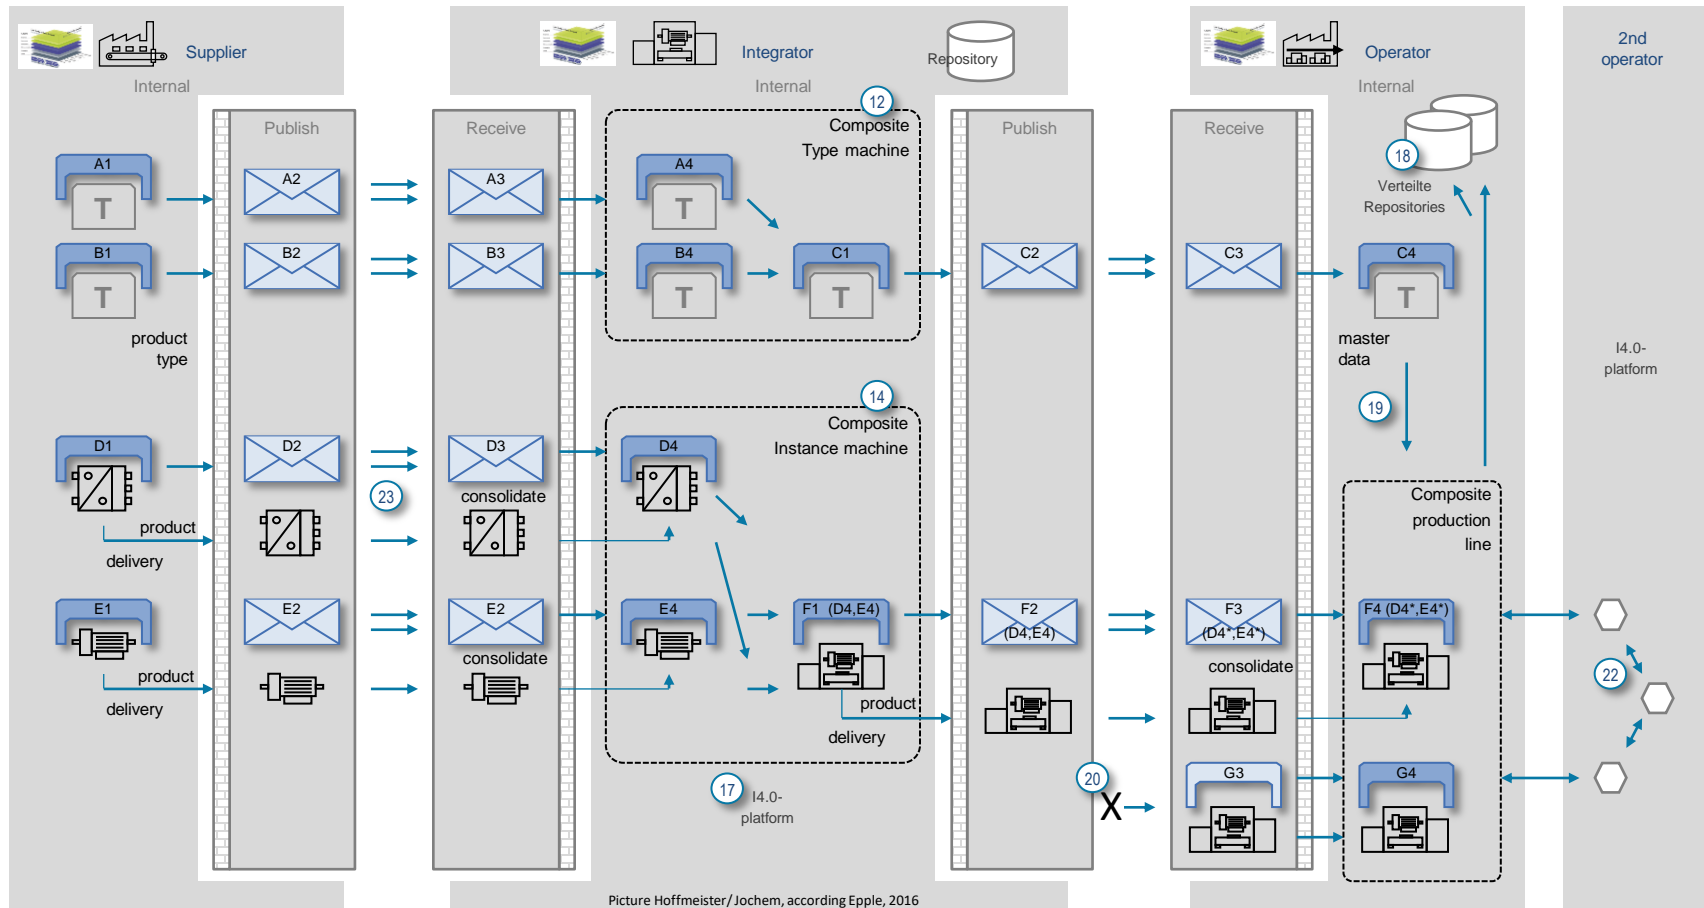 Supplier
Integrator
Repository
Operator
2nd
operator
Internal
Internal
Internal
Publish
Receive
Publish
Receive
12
Composite
Type machine
18
Verteilte
Repositories
A1
T
A2
A3
A4
T
B1
T
B2
B3
B4
T
C1
T
C2
C3
C4
T
product
type
master
data
I4.0-
platform
19
14
Composite
Instance machine
D1
D2
D3
D4
23
consolidate
product
delivery
Composite
production
line
E1
E2
E2
E4
F1 (D4,E4)
F2
(D4,E4)
F3
(D4*,E4*)
F4 (D4*,E4*)
consolidate
consolidate
product
delivery
product
delivery
22
20
X
G3
G4
17
I4.0-
platform
Picture Hoffmeister/Jochem, according Epple, 2016